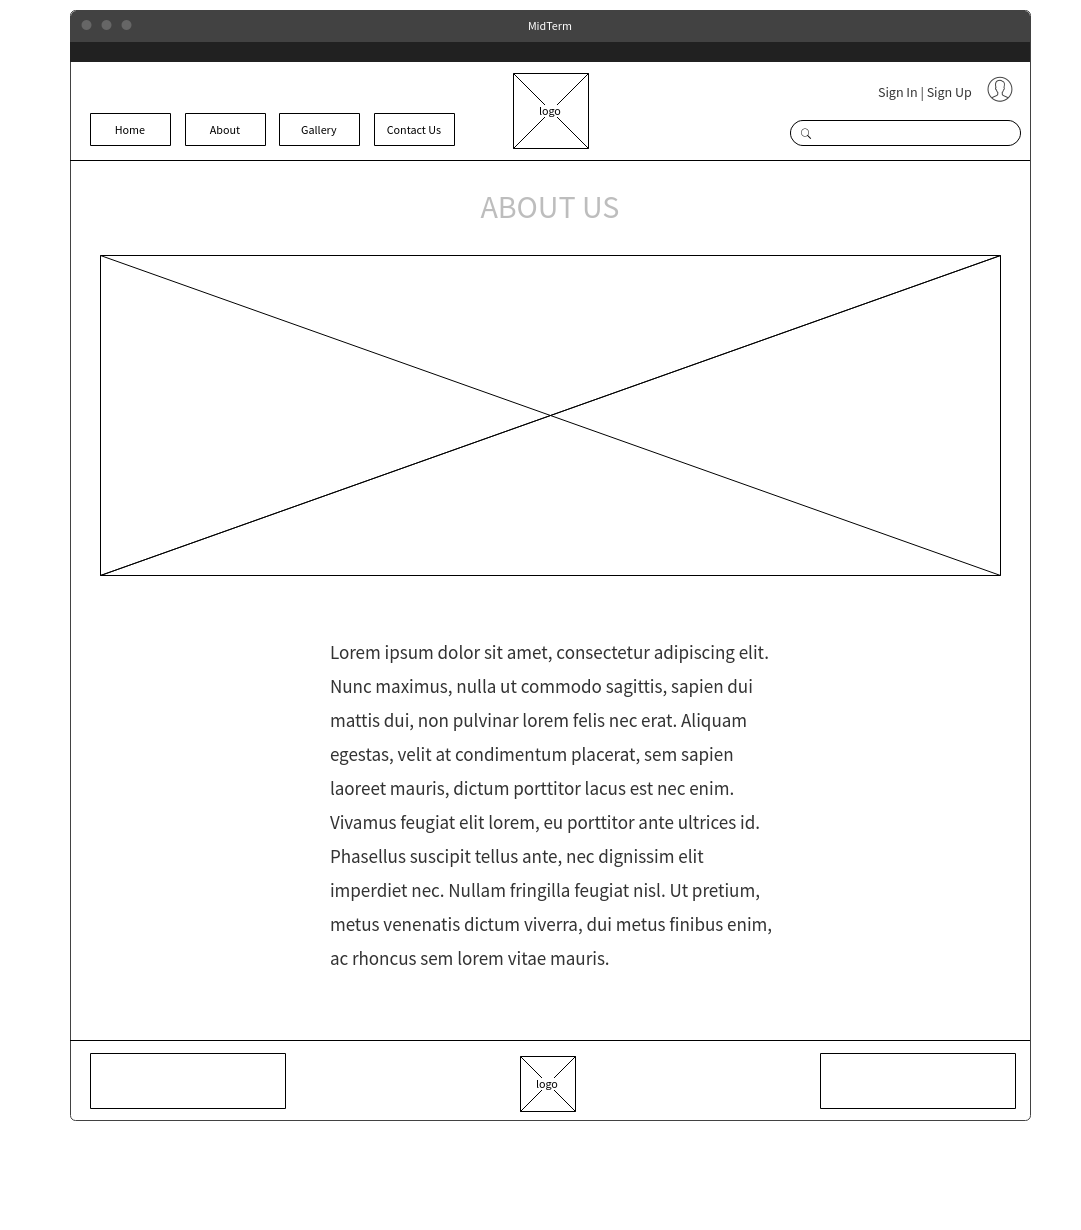 MidTerm
logo
Sign In | Sign Up
Home
About
Gallery
Contact Us
ABOUT US
Lorem ipsum dolor sit amet, consectetur adipiscing elit.
Nunc maximus, nulla ut commodo sagittis, sapien dui
mattis dui, non pulvinar lorem felis nec erat. Aliquam
egestas, velit at condimentum placerat, sem sapien
laoreet mauris, dictum porttitor lacus est nec enim.
Vivamus feugiat elit lorem, eu porttitor ante ultrices id.
Phasellus suscipit tellus ante, nec dignissim elit
imperdiet nec. Nullam fringilla feugiat nisl. Ut pretium,
metus venenatis dictum viverra, dui metus finibus enim,
ac rhoncus sem lorem vitae mauris.
logo